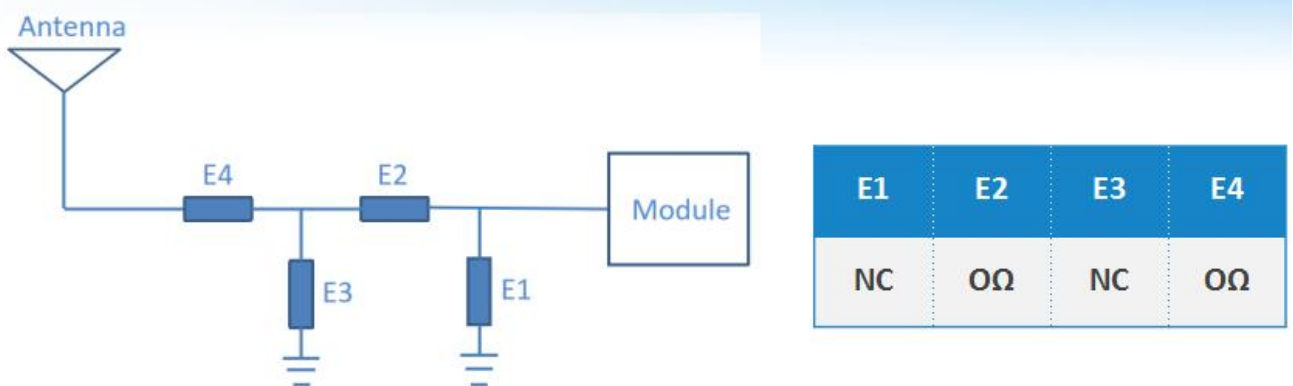 Antenna
E4
E2
Module
E3
E1
E1 E2 E3 E4
NC OΩ NC OΩ